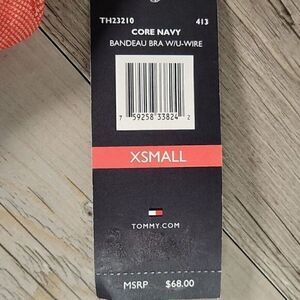 TH23210 413
CORE NAVY
BANDEAU BRA W/U-WIRE
7 59258 33824 2
XSMALL
TOMMY.COM
MSRP $68.00